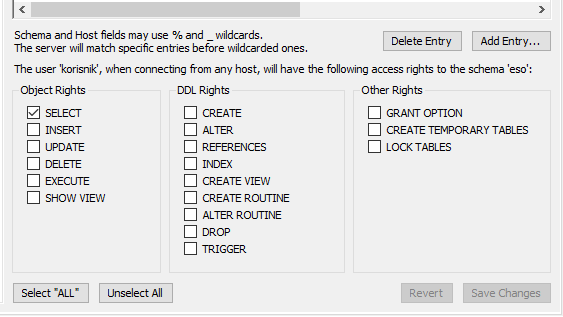 Schema and Host fields may use % and _ wildcards.
The server will match specific entries before wildcarded ones.
Delete Entry
Add Entry...
The user 'korisnik', when connecting from any host, will have the following access rights to the schema 'eso':
Object Rights
SELECT
INSERT
UPDATE
DELETE
EXECUTE
SHOW VIEW
DDL Rights
CREATE
ALTER
REFERENCES
INDEX
CREATE VIEW
CREATE ROUTINE
ALTER ROUTINE
DROP
TRIGGER
Other Rights
GRANT OPTION
CREATE TEMPORARY TABLES
LOCK TABLES
Select "ALL"
Unselect All
Revert
Save Changes